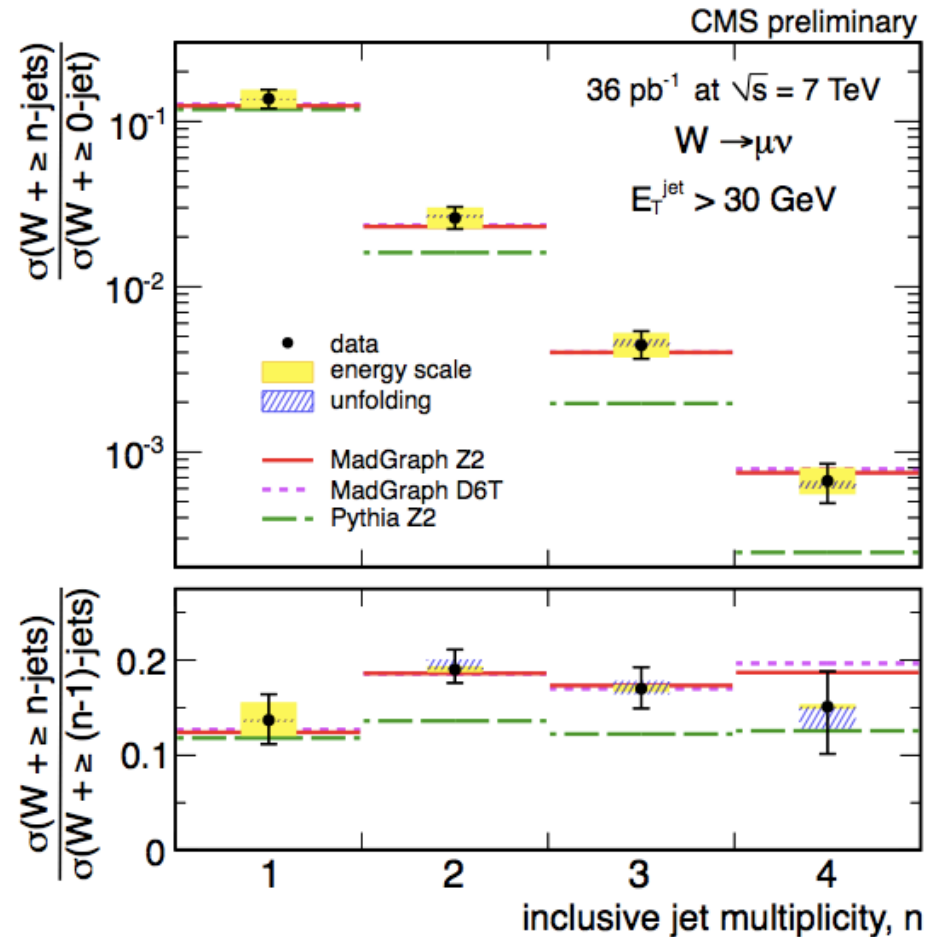 CMS preliminary
σ(W + ≥ n-jets)
σ(W + ≥ 0-jet)
36 pb⁻¹ at √s = 7 TeV
W →μν
E_T^jet > 30 GeV
10⁻¹
10⁻²
10⁻³
data
energy scale
unfolding
MadGraph Z2
MadGraph D6T
Pythia Z2
σ(W + ≥ n-jets)
σ(W + ≥ (n-1)-jets)
0.2
0.1
0
1 2 3 4
inclusive jet multiplicity, n